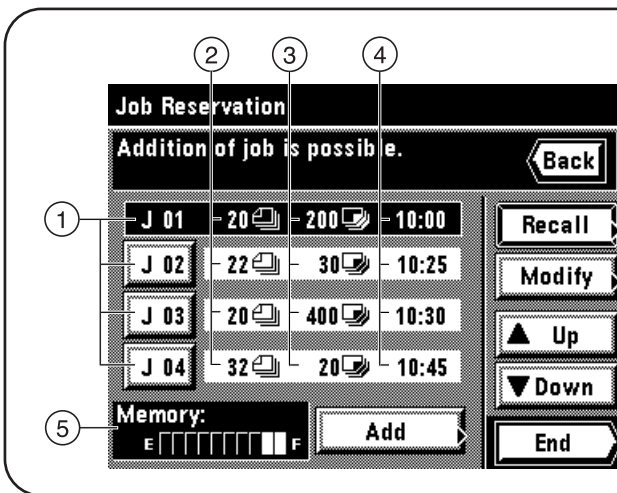 ② ③ ④
Job Reservation
Addition of job is possible.
Back
① J 01 20 200 10:00
Recall
J 02 22 30 10:25
Modify
J 03 20 400 10:30
▲ Up
J 04 32 20 10:45
▼ Down
⑤ Memory:
E F
Add
End